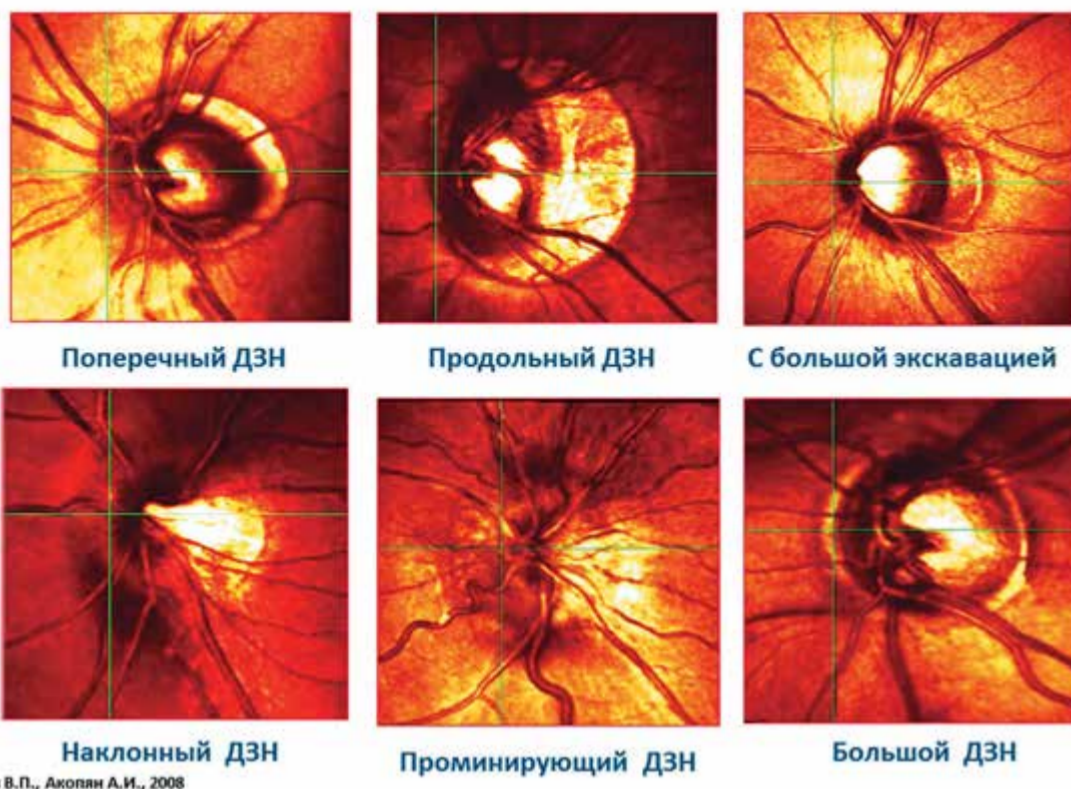 Поперечный ДЗН
Продольный ДЗН
С большой экскавацией
Наклонный ДЗН
Проминирующий ДЗН
Большой ДЗН
В.П., Акопян А.И., 2008